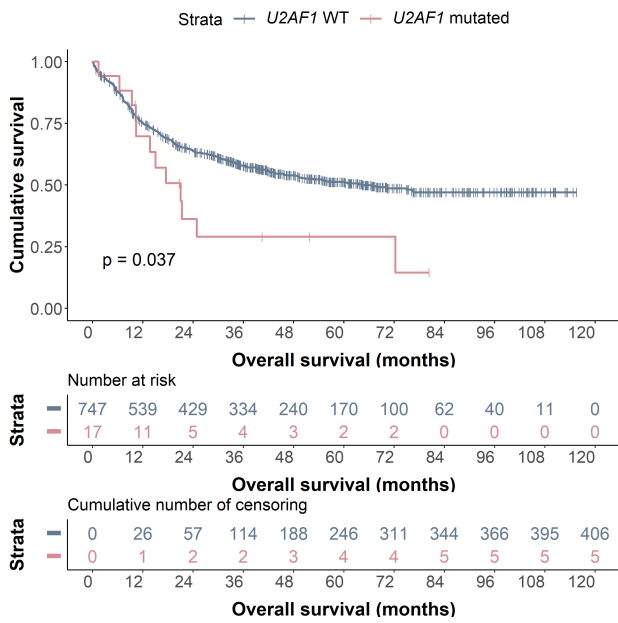 Strata U2AF1 WT U2AF1 mutated
1.00
0.75
0.50
0.25
0.00
Cumulative survival
p = 0.037
0 12 24 36 48 60 72 84 96 108 120
Overall survival (months)
Number at risk
Strata
747 539 429 334 240 170 100 62 40 11 0
17 11 5 4 3 2 2 0 0 0 0
0 12 24 36 48 60 72 84 96 108 120
Overall survival (months)
Cumulative number of censoring
Strata
0 26 57 114 188 246 311 344 366 395 406
0 1 2 2 3 4 4 5 5 5 5
0 12 24 36 48 60 72 84 96 108 120
Overall survival (months)